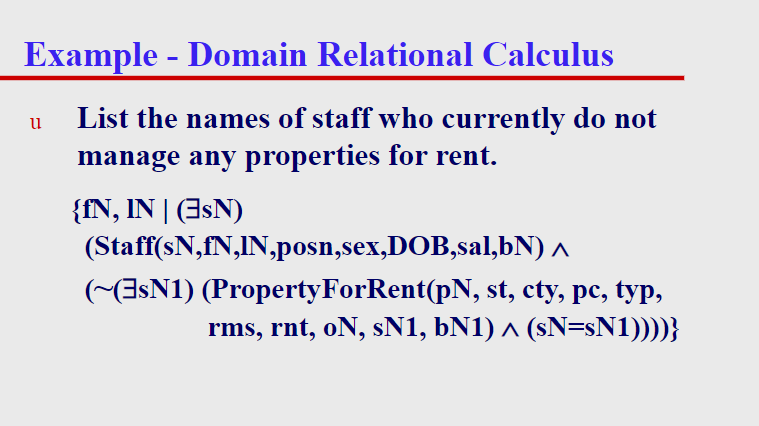 Example - Domain Relational Calculus
u List the names of staff who currently do not
manage any properties for rent.
{fN, lN | (∃sN)
(Staff(sN,fN,lN,posn,sex,DOB,sal,bN) ∧
(~(∃sN1) (PropertyForRent(pN, st, cty, pc, typ,
rms, rnt, oN, sN1, bN1) ∧ (sN=sN1))))}